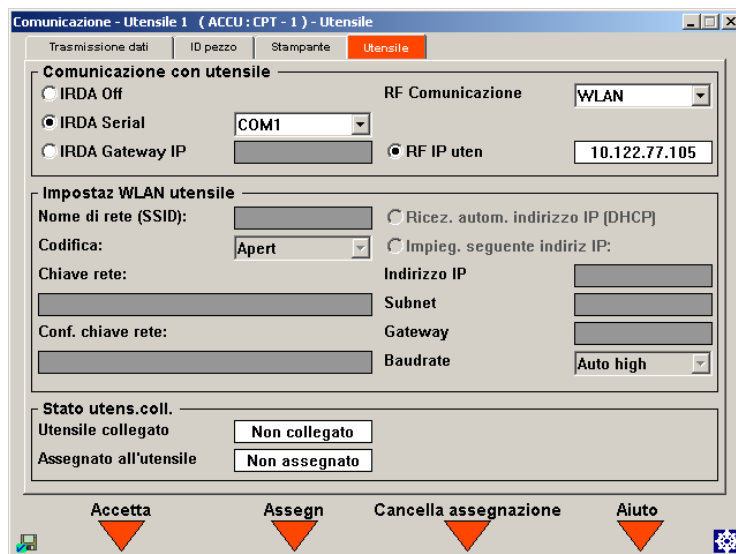 Comunicazione - Utensile 1 ( ACCU : CPT - 1 ) - Utensile
Trasmissione dati ID pezzo Stampante Utensile
Comunicazione con utensile
IRDA Off RF Comunicazione WLAN
IRDA Serial COM1
IRDA Gateway IP RF IP uten 10.122.77.105
Impostaz WLAN utensile
Nome di rete (SSID): Ricez. autom. indirizzo IP (DHCP)
Codifica: Apert Impieg. seguente indiriz IP:
Chiave rete: Indirizzo IP
Subnet
Conf. chiave rete: Gateway
Baudrate Auto high
Stato utens.coll.
Utensile collegato Non collegato
Assegnato all'utensile Non assegnato
Accetta Assegn Cancella assegnazione Aiuto